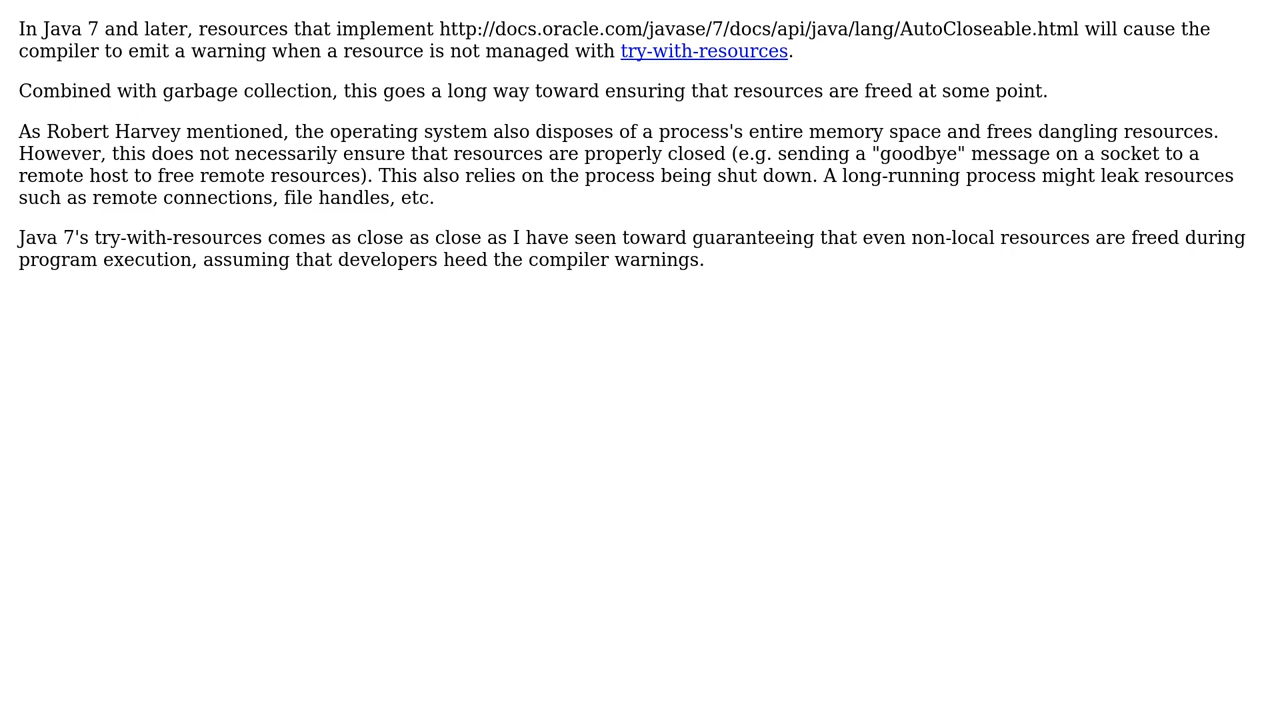 In Java 7 and later, resources that implement http://docs.oracle.com/javase/7/docs/api/java/lang/AutoCloseable.html will cause the
compiler to emit a warning when a resource is not managed with try-with-resources.
Combined with garbage collection, this goes a long way toward ensuring that resources are freed at some point.
As Robert Harvey mentioned, the operating system also disposes of a process's entire memory space and frees dangling resources.
However, this does not necessarily ensure that resources are properly closed (e.g. sending a "goodbye" message on a socket to a
remote host to free remote resources). This also relies on the process being shut down. A long-running process might leak resources
such as remote connections, file handles, etc.
Java 7's try-with-resources comes as close as close as I have seen toward guaranteeing that even non-local resources are freed during
program execution, assuming that developers heed the compiler warnings.